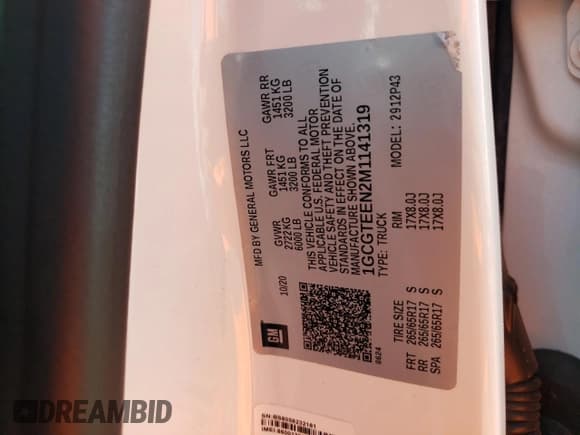 MFD BY GENERAL MOTORS LLC
10/20
GVWR
2722 KG
6000 LB
GAWR FRT
1451 KG
3200 LB
GAWR RR
1451 KG
3200 LB
THIS VEHICLE CONFORMS TO ALL
APPLICABLE U.S. FEDERAL MOTOR
VEHICLE SAFETY AND THEFT PREVENTION
STANDARDS IN EFFECT ON THE DATE OF
MANUFACTURE SHOWN ABOVE.
1GCGTEEN2M1141319
TYPE: TRUCK
MODEL: 2912P43
GM
0624
TIRE SIZE
RIM
FRT 265/65R17 S 17X8.0J
RR 265/65R17 S 17X8.0J
SPA 265/65R17 S 17X8.0J
DREAMBID